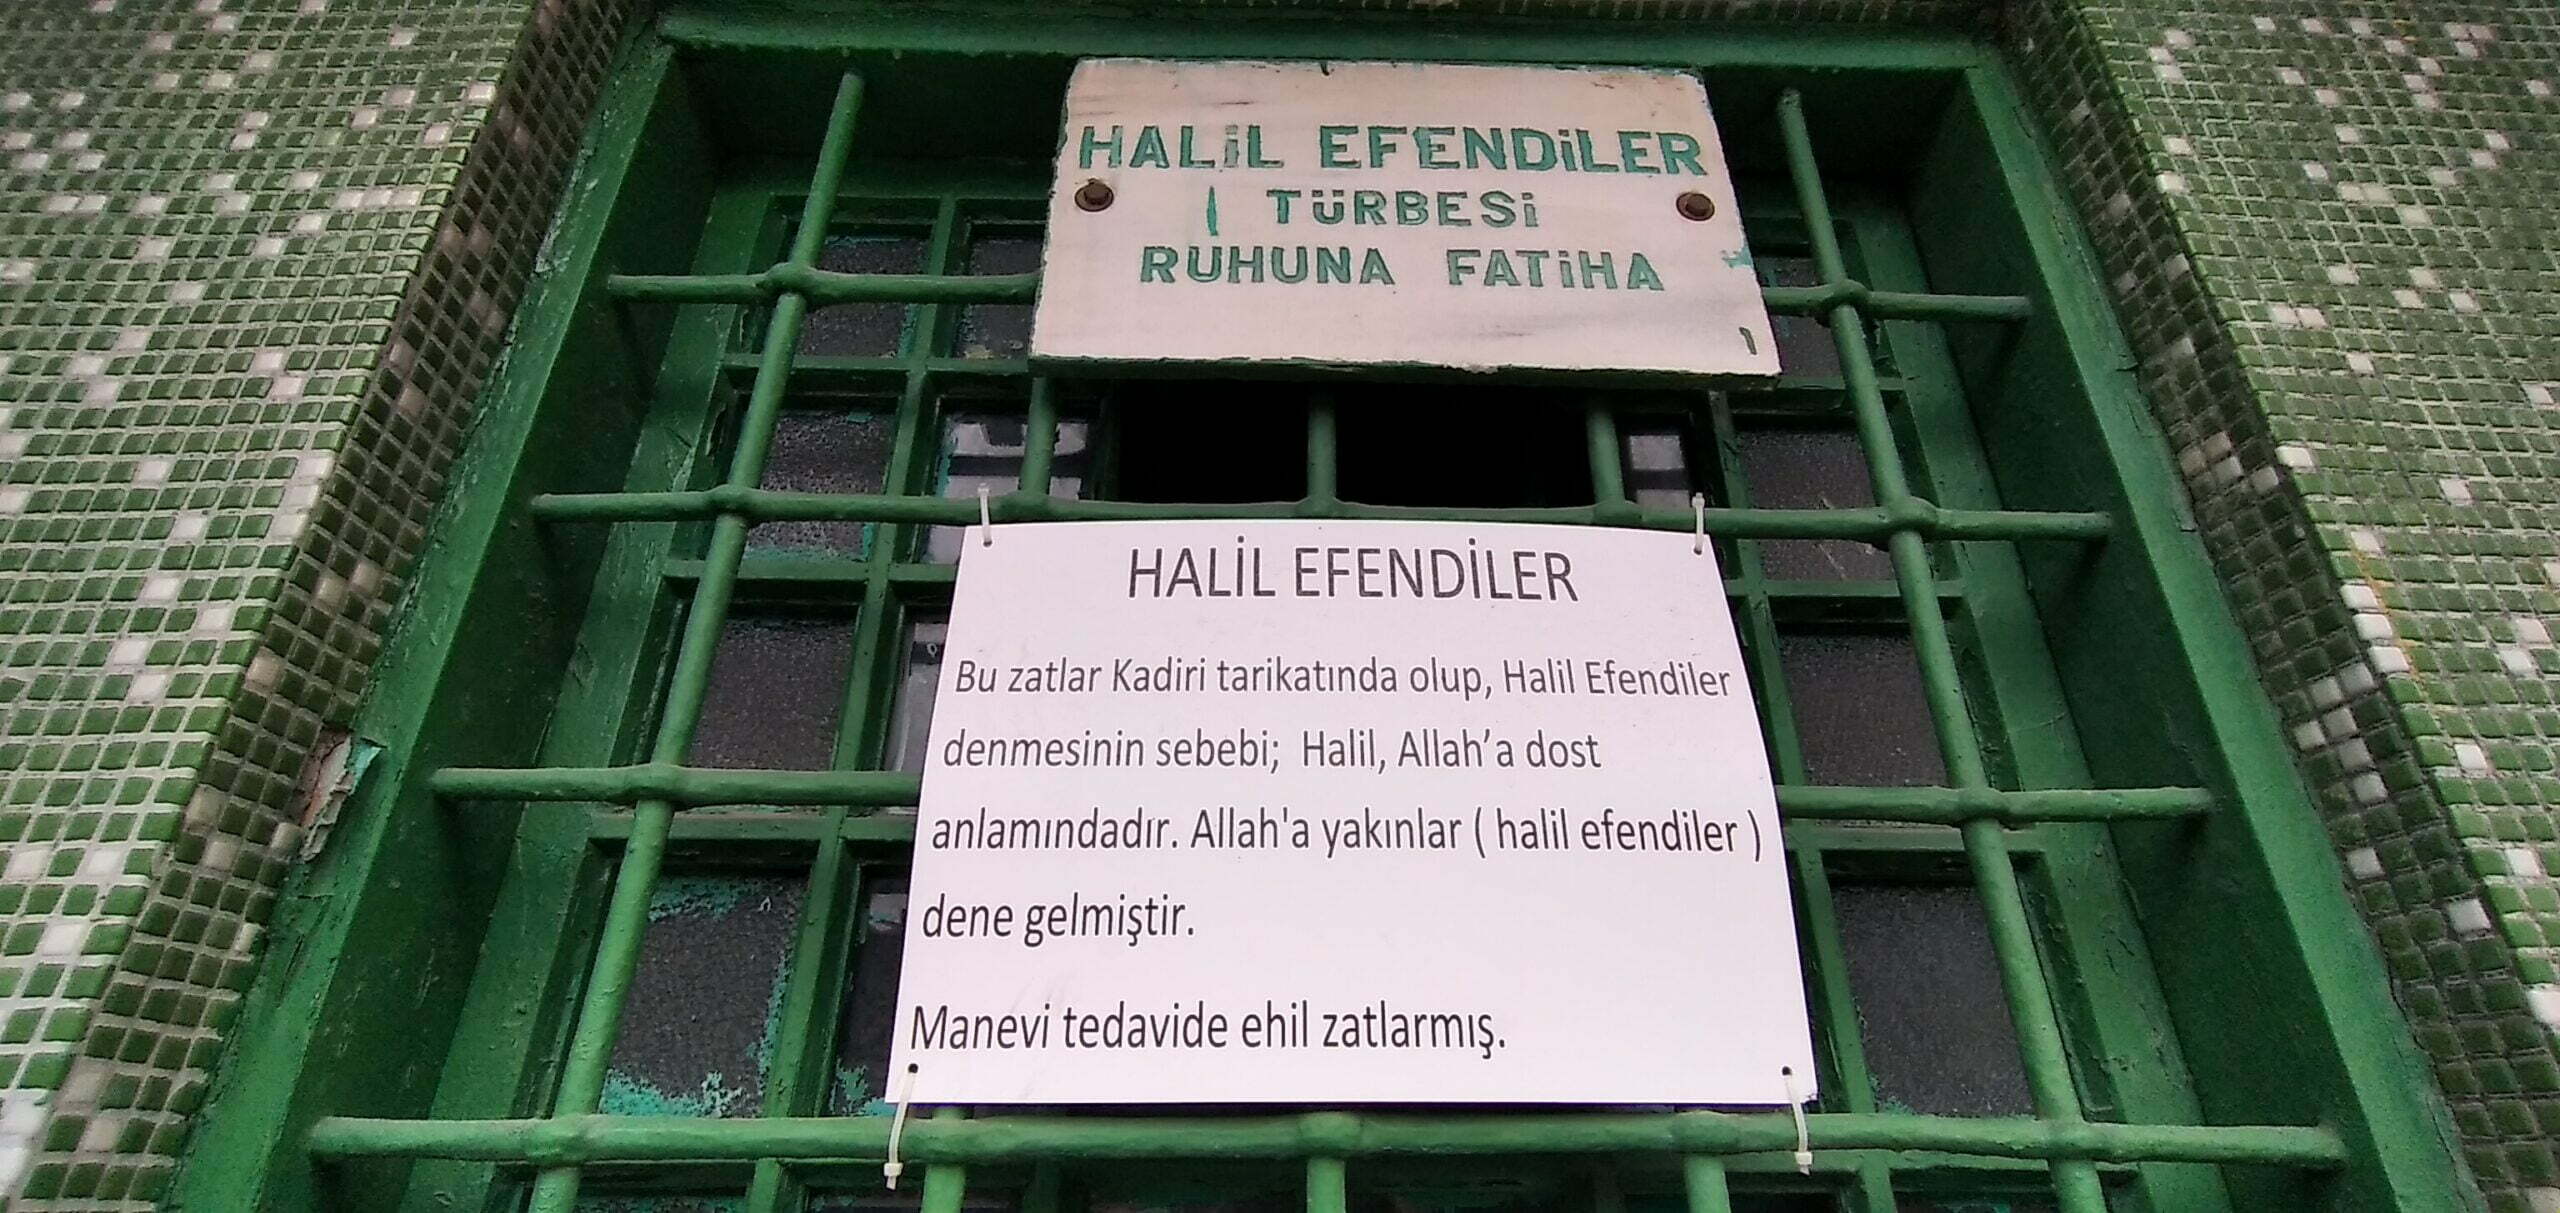 HALİL EFENDİLER
TÜRBESİ
RUHUNA FATİHA
HALİL EFENDİLER
Bu zatlar Kadiri tarikatında olup, Halil Efendiler
denmesinin sebebi; Halil, Allah’a dost
anlamındadır. Allah'a yakınlar ( halil efendiler )
dene gelmiştir.
Manevi tedavide ehil zatlarmış.